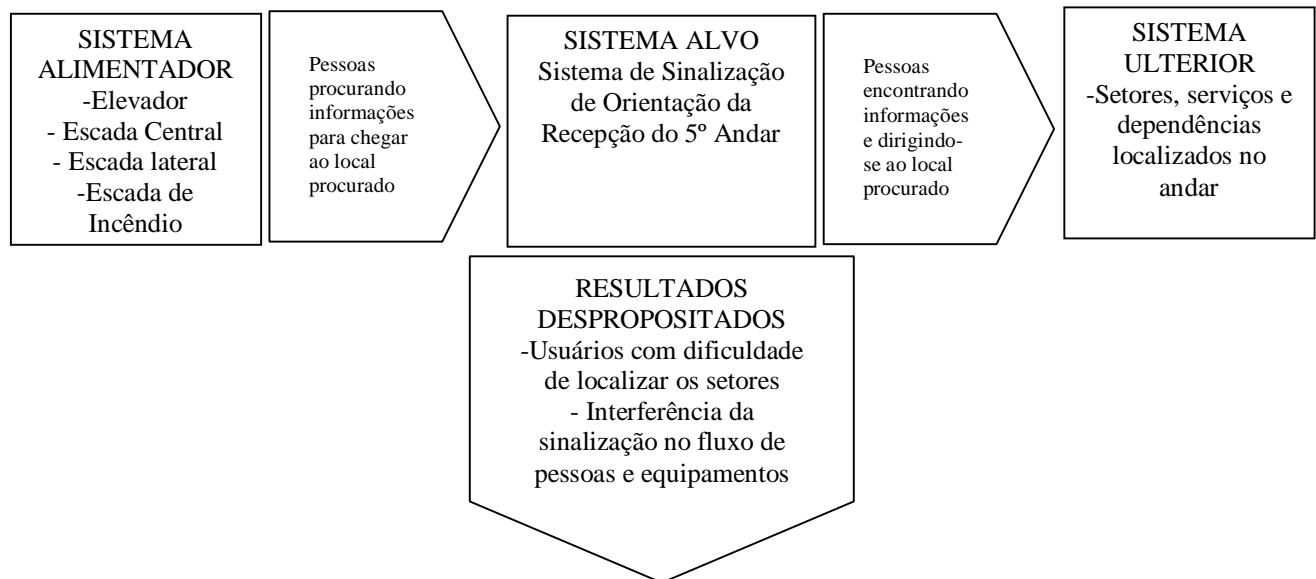 SISTEMA
ALIMENTADOR
-Elevador
- Escada Central
- Escada lateral
-Escada de
Incêndio
Pessoas
procurando
informações
para chegar
ao local
procurado
SISTEMA ALVO
Sistema de Sinalização
de Orientação da
Recepção do 5º Andar
Pessoas
encontrando
informações
e dirigindo-
se ao local
procurado
SISTEMA
ULTERIOR
-Setores, serviços e
dependências
localizados no
andar
RESULTADOS
DESPROPOSITADOS
-Usuários com dificuldade
de localizar os setores
- Interferência da
sinalização no fluxo de
pessoas e equipamentos